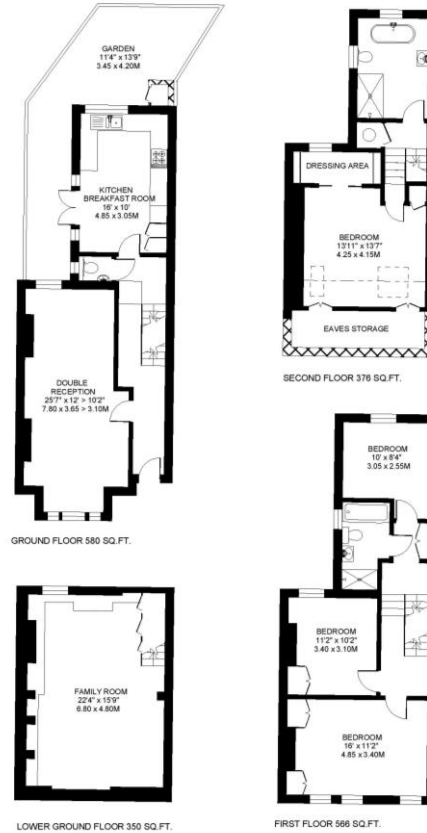 GARDEN
11'4" x 13'9"
3.45 x 4.20M
KITCHEN
BREAKFAST ROOM
16' x 10'
4.85 x 3.05M
DOUBLE
RECEPTION
25'7" x 12' > 10'2"
7.80 x 3.65 > 3.10M
GROUND FLOOR 580 SQ.FT.
FAMILY ROOM
22'4" x 15'9"
6.80 x 4.80M
LOWER GROUND FLOOR 350 SQ.FT.
DRESSING AREA
BEDROOM
13'11" x 13'7"
4.25 x 4.15M
EAVES STORAGE
SECOND FLOOR 376 SQ.FT.
BEDROOM
10' x 8'4"
3.05 x 2.55M
BEDROOM
11'2" x 10'2"
3.40 x 3.10M
BEDROOM
16' x 11'2"
4.85 x 3.40M
FIRST FLOOR 566 SQ.FT.